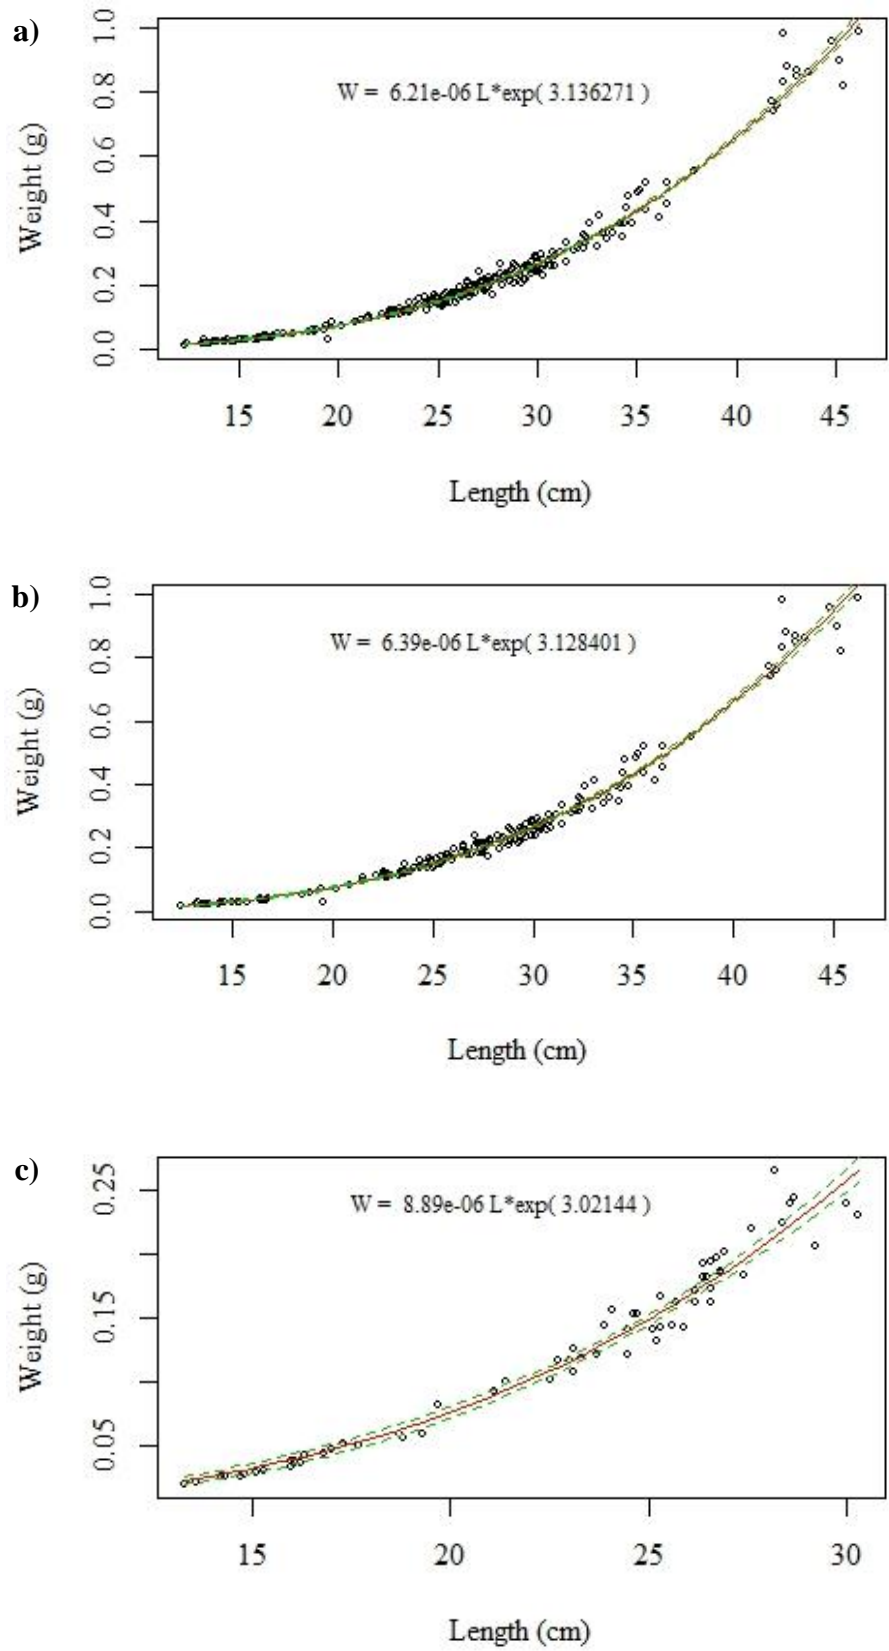 a)
W = 6.21e-06 L*exp( 3.136271 )
Weight (g)
0.0 0.2 0.4 0.6 0.8 1.0
15 20 25 30 35 40 45
Length (cm)
b)
W = 6.39e-06 L*exp( 3.128401 )
Weight (g)
0.0 0.2 0.4 0.6 0.8 1.0
15 20 25 30 35 40 45
Length (cm)
c)
W = 8.89e-06 L*exp( 3.02144 )
Weight (g)
0.05 0.15 0.25
15 20 25 30
Length (cm)